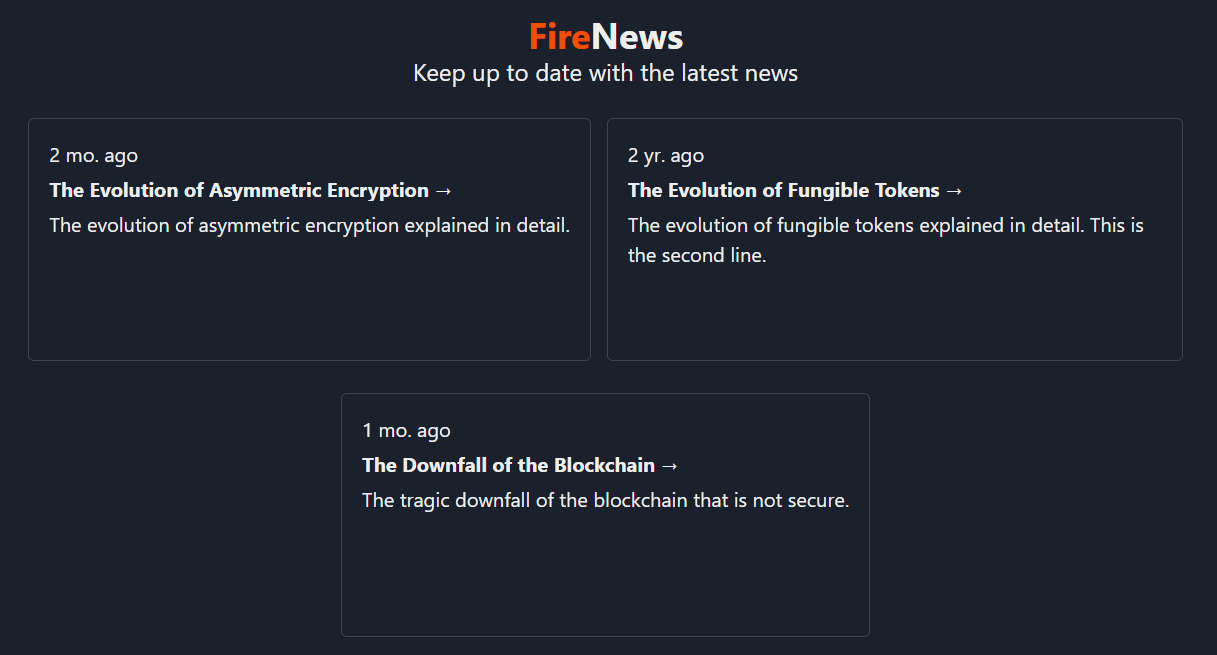 FireNews
Keep up to date with the latest news
2 mo. ago
The Evolution of Asymmetric Encryption →
The evolution of asymmetric encryption explained in detail.
2 yr. ago
The Evolution of Fungible Tokens →
The evolution of fungible tokens explained in detail. This is
the second line.
1 mo. ago
The Downfall of the Blockchain →
The tragic downfall of the blockchain that is not secure.